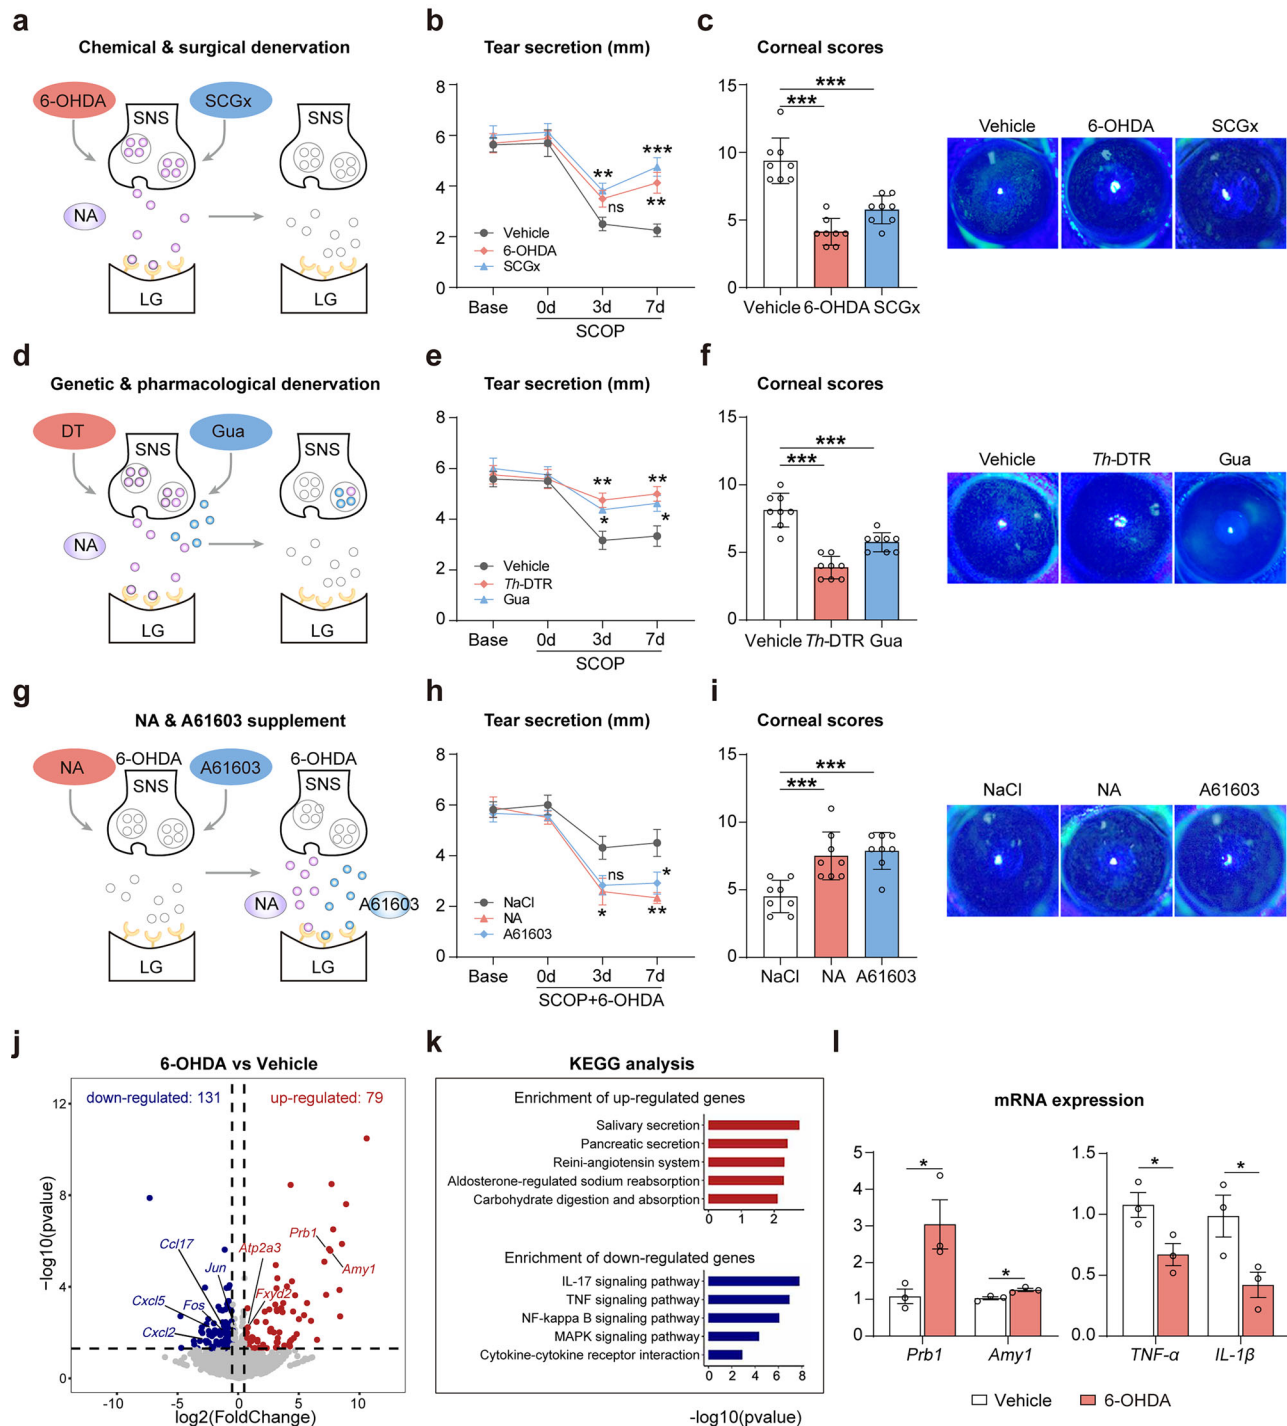 a
Chemical & surgical denervation
6-OHDA
SCGx
SNS
NA
LG
LG
b
Tear secretion (mm)
8
6
4
2
0
**
***
ns
**
Vehicle
6-OHDA
SCGx
Base
0d
3d
7d
SCOP
c
Corneal scores
15
10
5
0
***
***
Vehicle
6-OHDA
SCGx
Vehicle
6-OHDA
SCGx
d
Genetic & pharmacological denervation
DT
Gua
SNS
SNS
NA
LG
LG
e
Tear secretion (mm)
8
6
4
2
0
**
**
*
*
Vehicle
Th-DTR
Gua
Base
0d
3d
7d
SCOP
f
Corneal scores
15
10
5
0
***
***
Vehicle
Th-DTR
Gua
Vehicle
Th-DTR
Gua
g
NA & A61603 supplement
NA
6-OHDA
A61603
6-OHDA
SNS
SNS
NA
A61603
LG
LG
h
Tear secretion (mm)
8
6
4
2
0
ns
*
*
**
NaCl
NA
A61603
Base
0d
3d
7d
SCOP+6-OHDA
i
Corneal scores
15
10
5
0
***
***
NaCl
NA
A61603
NaCl
NA
A61603
j
6-OHDA vs Vehicle
down-regulated: 131
up-regulated: 79
−log10(pvalue)
12
8
4
0
Ccl17
Jun
Cxcl5
Fos
Cxcl2
Atp2a3
Fxyd2
Prb1
Amy1
-10
-5
0
5
10
log2(FoldChange)
k
KEGG analysis
Enrichment of up-regulated genes
Salivary secretion
Pancreatic secretion
Reini-angiotensin system
Aldosterone-regulated sodium reabsorption
Carbohydrate digestion and absorption
0
1
2
Enrichment of down-regulated genes
IL-17 signaling pathway
TNF signaling pathway
NF-kappa B signaling pathway
MAPK signaling pathway
Cytokine-cytokine receptor interaction
0
2
4
6
8
-log10(pvalue)
l
mRNA expression
5
4
3
2
1
0
*
*
Prb1
Amy1
1.5
1.0
0.5
0.0
*
*
TNF-α
IL-1β
Vehicle
6-OHDA